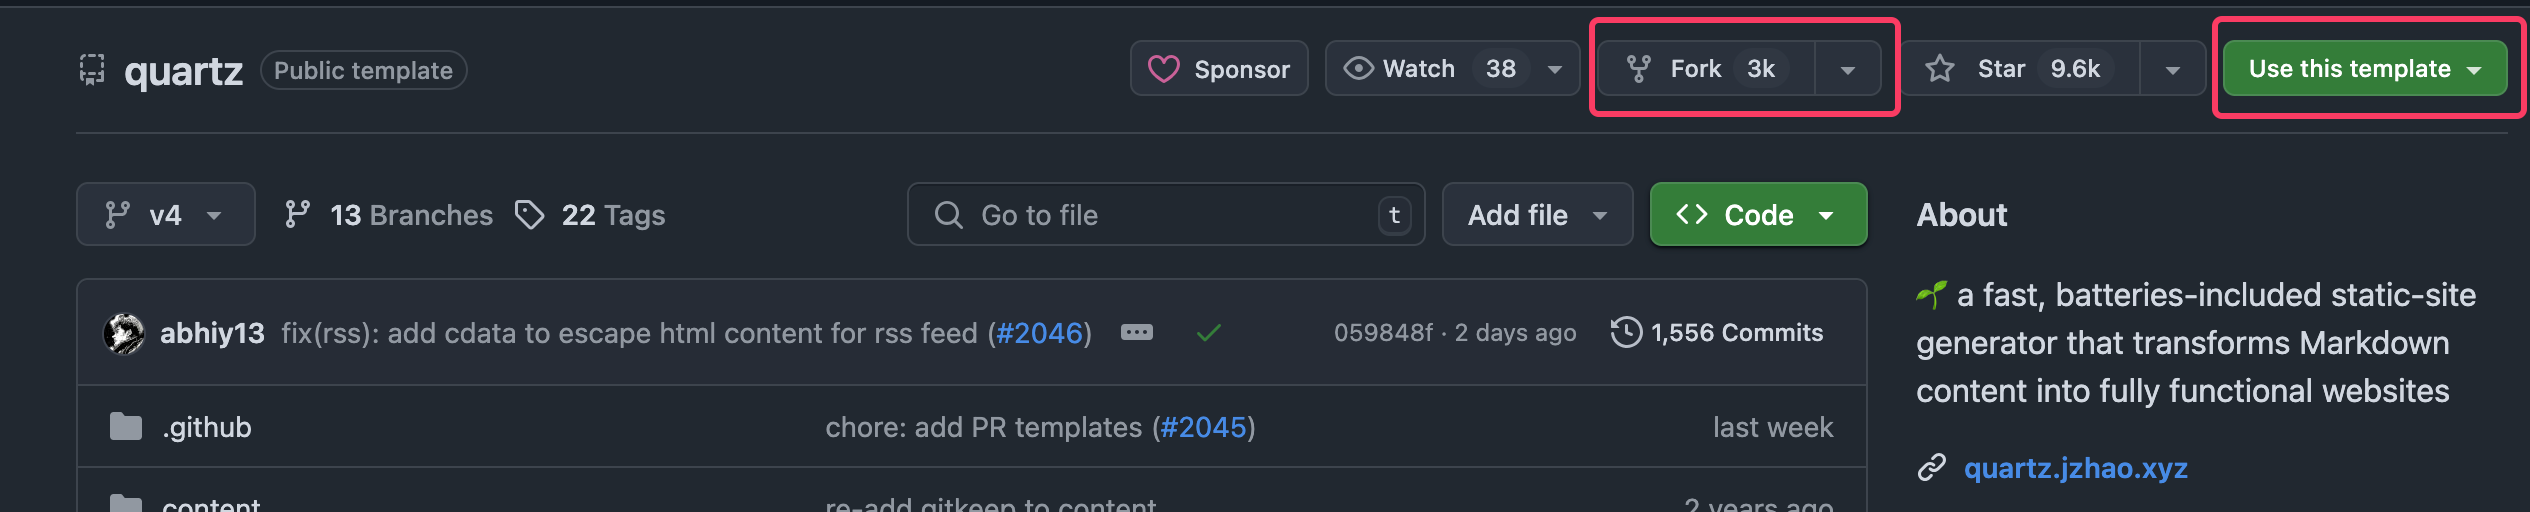 quartz Public template Sponsor Watch 38 Fork 3k Star 9.6k Use this template
v4 13 Branches 22 Tags Go to file t Add file Code About
🌱 a fast, batteries-included static-site
generator that transforms Markdown
content into fully functional websites
quartz.jzhao.xyz
abhiy13 fix(rss): add cdata to escape html content for rss feed (#2046) 059848f · 2 days ago 1,556 Commits
.github chore: add PR templates (#2045) last week
content re-add gitkeep to content 2 years ago